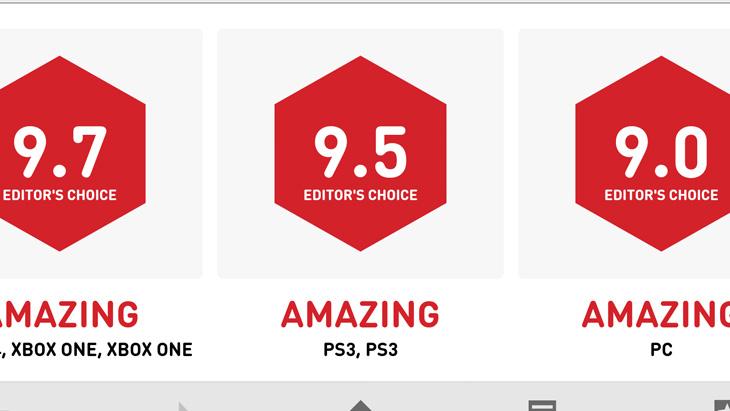 9.7
EDITOR'S CHOICE
AMAZING
, XBOX ONE, XBOX ONE
9.5
EDITOR'S CHOICE
AMAZING
PS3, PS3
9.0
EDITOR'S CHOICE
AMAZING
PC